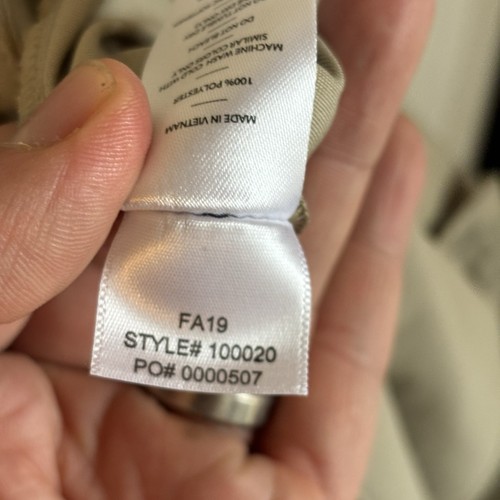 MADE IN VIETNAM
100% POLYESTER
MACHINE WASH COLD WITH
SIMILAR COLORS ONLY
DO NOT BLEACH
FA19
STYLE# 100020
PO# 0000507